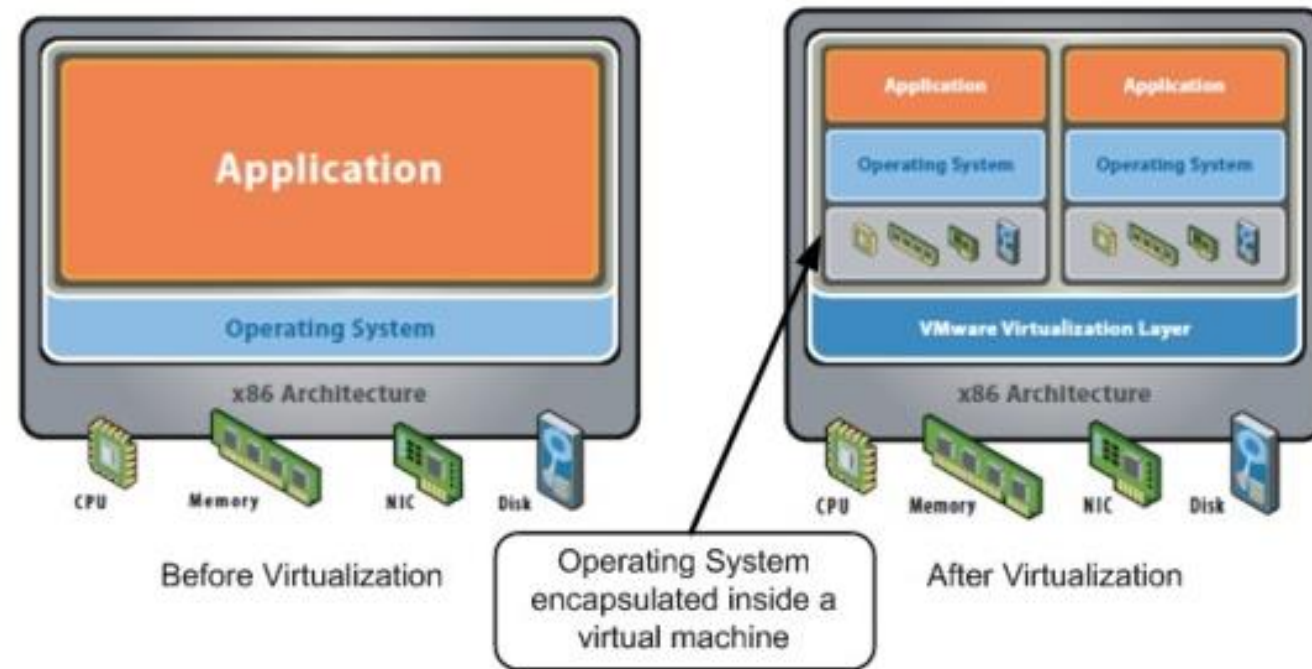 Application
Operating System
x86 Architecture
CPU
Memory
NIC
Disk
Before Virtualization
Application
Application
Operating System
Operating System
VMware Virtualization Layer
x86 Architecture
CPU
Memory
NIC
Disk
After Virtualization
Operating System
encapsulated inside a
virtual machine